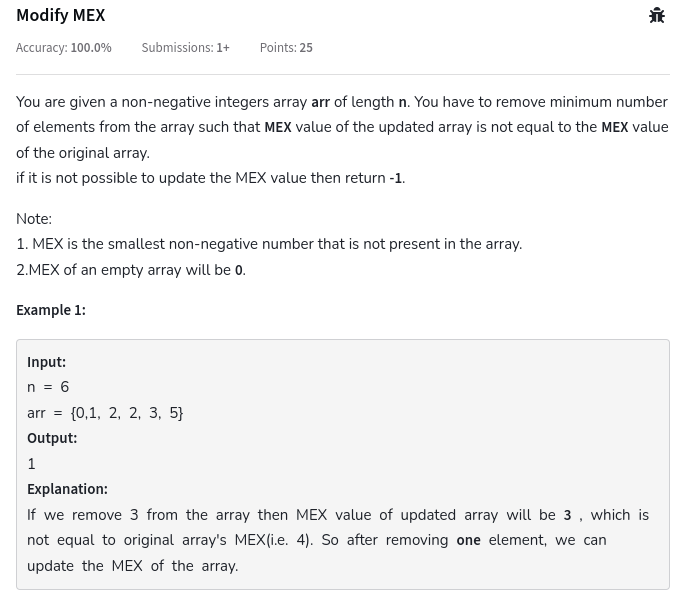 Modify MEX
Accuracy: 100.0% Submissions: 1+ Points: 25
You are given a non-negative integers array arr of length n. You have to remove minimum number
of elements from the array such that MEX value of the updated array is not equal to the MEX value
of the original array.
if it is not possible to update the MEX value then return -1.
Note:
1. MEX is the smallest non-negative number that is not present in the array.
2.MEX of an empty array will be 0.
Example 1:
Input:
n = 6
arr = {0,1, 2, 2, 3, 5}
Output:
1
Explanation:
If we remove 3 from the array then MEX value of updated array will be 3 , which is
not equal to original array's MEX(i.e. 4). So after removing one element, we can
update the MEX of the array.